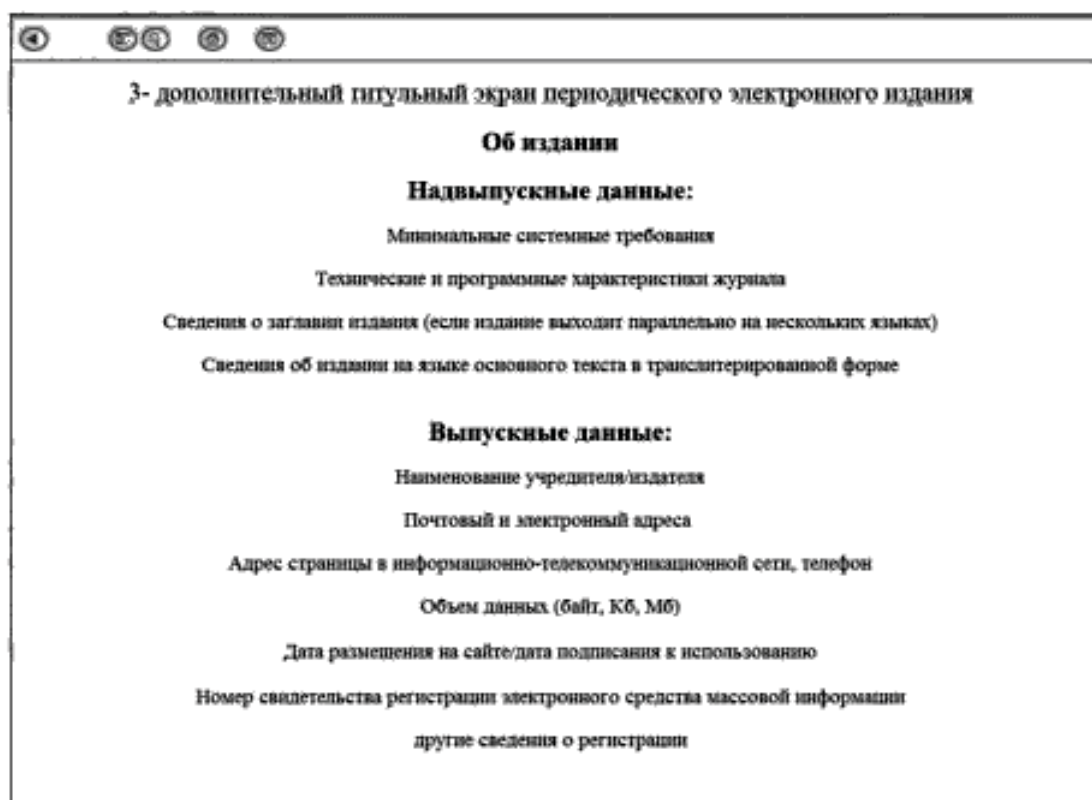 3- дополнительный титульный экран периодического электронного издания
Об издании
Надвыпускные данные:
Минимальные системные требования
Технические и программные характеристики журнала
Сведения о заглавии издания (если издание выходит параллельно на нескольких языках)
Сведения об издании на языке основного текста в транслитерированной форме
Выпускные данные:
Наименование учредителя/издателя
Почтовый и электронный адреса
Адрес страницы в информационно-телекоммуникационной сети, телефон
Объем данных (байт, Кб, Мб)
Дата размещения на сайте/дата подписания к использованию
Номер свидетельства регистрации электронного средства массовой информации
другие сведения о регистрации